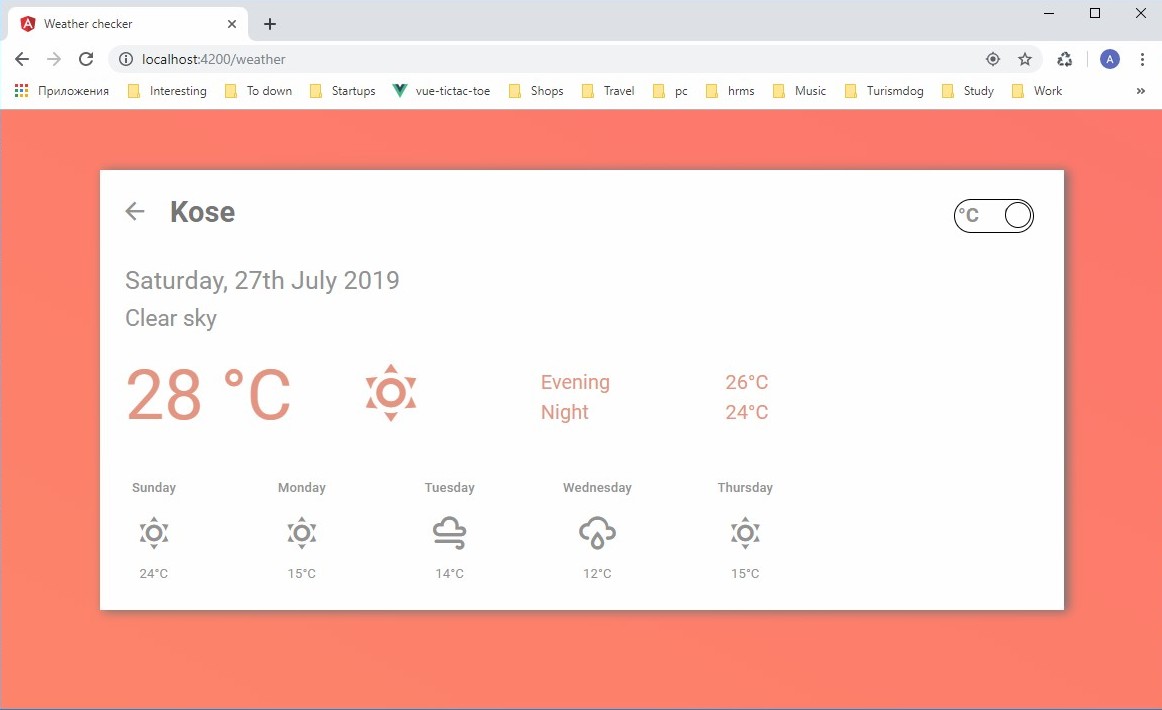 Weather checker
localhost:4200/weather
A
Приложения Interesting To down Startups vue-tictac-toe Shops Travel pc hrms Music Turismdog Study Work »
Kose
°C
Saturday, 27th July 2019
Clear sky
28 °C
Evening 26°C
Night 24°C
Sunday Monday Tuesday Wednesday Thursday
24°C 15°C 14°C 12°C 15°C